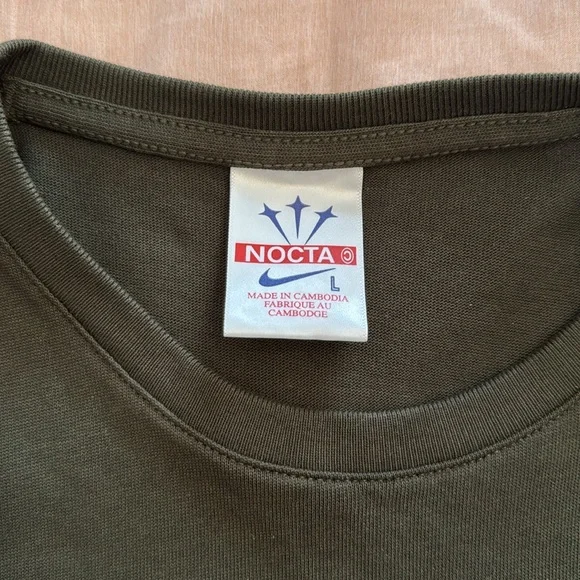 NOCTA ©
L
MADE IN CAMBODIA
FABRIQUE AU
CAMBODGE